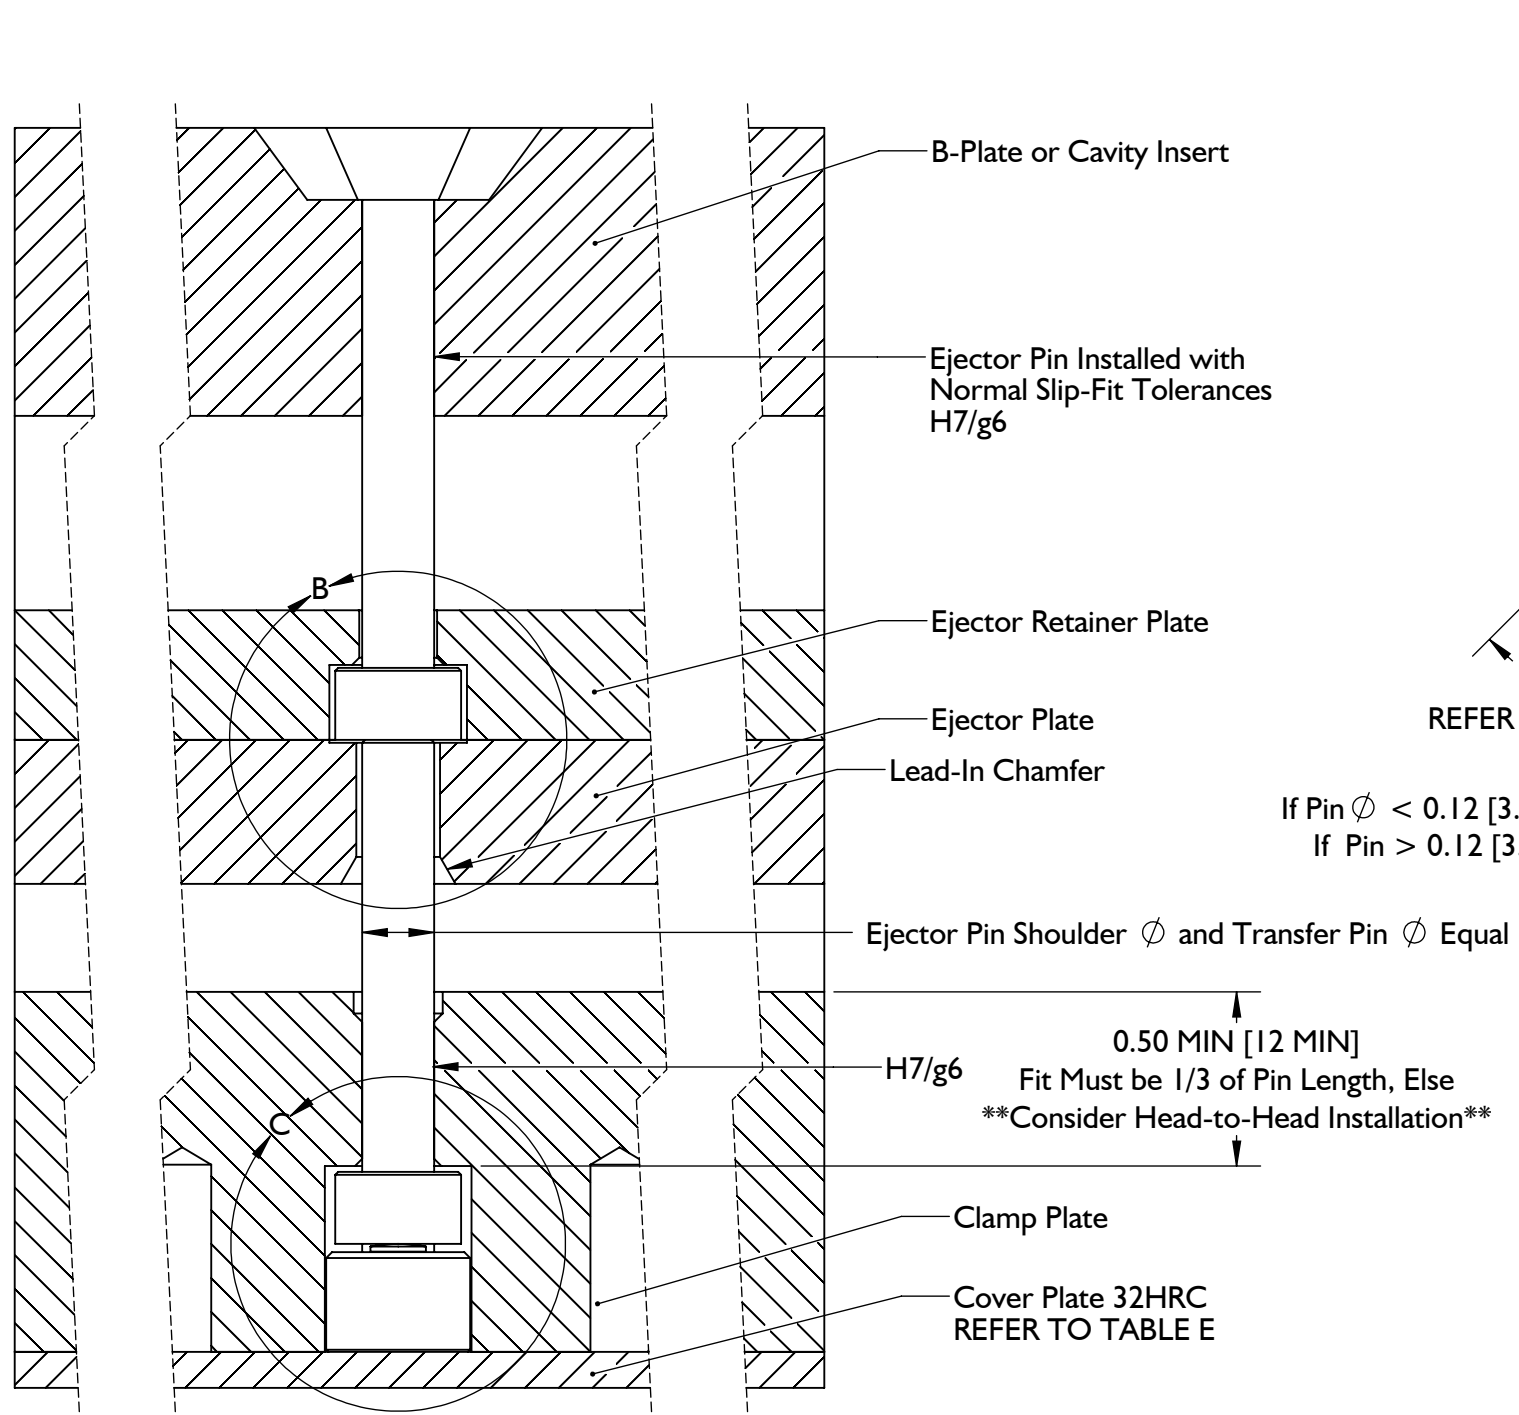 B-Plate or Cavity Insert
Ejector Pin Installed with
Normal Slip-Fit Tolerances
H7/g6
B
Ejector Retainer Plate
Ejector Plate
REFER
Lead-In Chamfer
If Pin ∅ < 0.12 [3.
If Pin > 0.12 [3.
Ejector Pin Shoulder ∅ and Transfer Pin ∅ Equal
0.50 MIN [12 MIN]
H7/g6
Fit Must be 1/3 of Pin Length, Else
**Consider Head-to-Head Installation**
C
Clamp Plate
Cover Plate 32HRC
REFER TO TABLE E